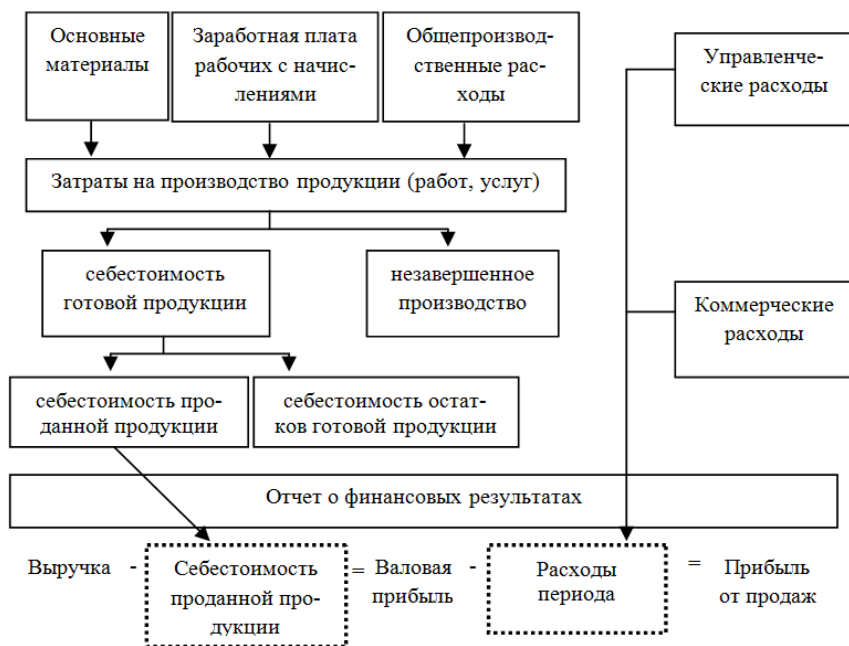 Основные
материалы
Заработная плата
рабочих с начис-
лениями
Общепроизвод-
ственные рас-
ходы
Управленче-
ские расходы
Затраты на производство продукции (работ, услуг)
себестоимость
готовой продукции
незавершенное
производство
Коммерческие
расходы
себестоимость про-
данной продукции
себестоимость остат-
ков готовой продукции
Отчет о финансовых результатах
Выручка
-
Себестоимость
проданной про-
дукции
=
Валовая
прибыль
-
Расходы
периода
=
Прибыль
от продаж